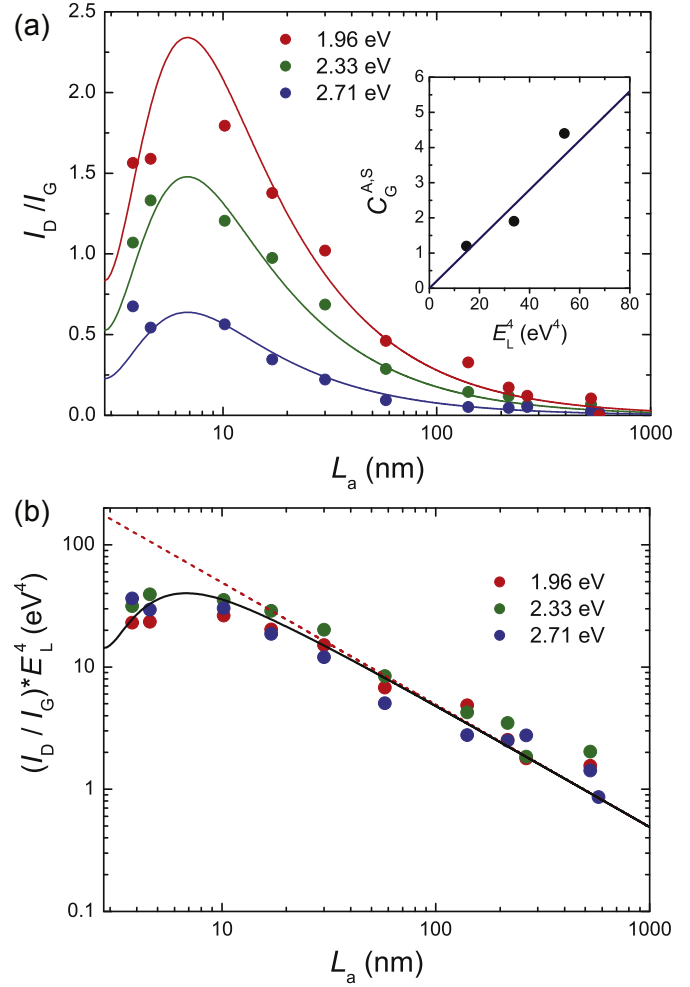 (a)
2.5
2.0
1.5
1.0
0.5
0.0
I_D / I_G
1.96 eV
2.33 eV
2.71 eV
6
5
4
3
2
1
0
C_G^{A,S}
0 20 40 60 80
E_L^4 (eV^4)
10 100 1000
L_a (nm)
(b)
100
10
1
0.1
(I_D / I_G)*E_L^4 (eV^4)
1.96 eV
2.33 eV
2.71 eV
10 100 1000
L_a (nm)